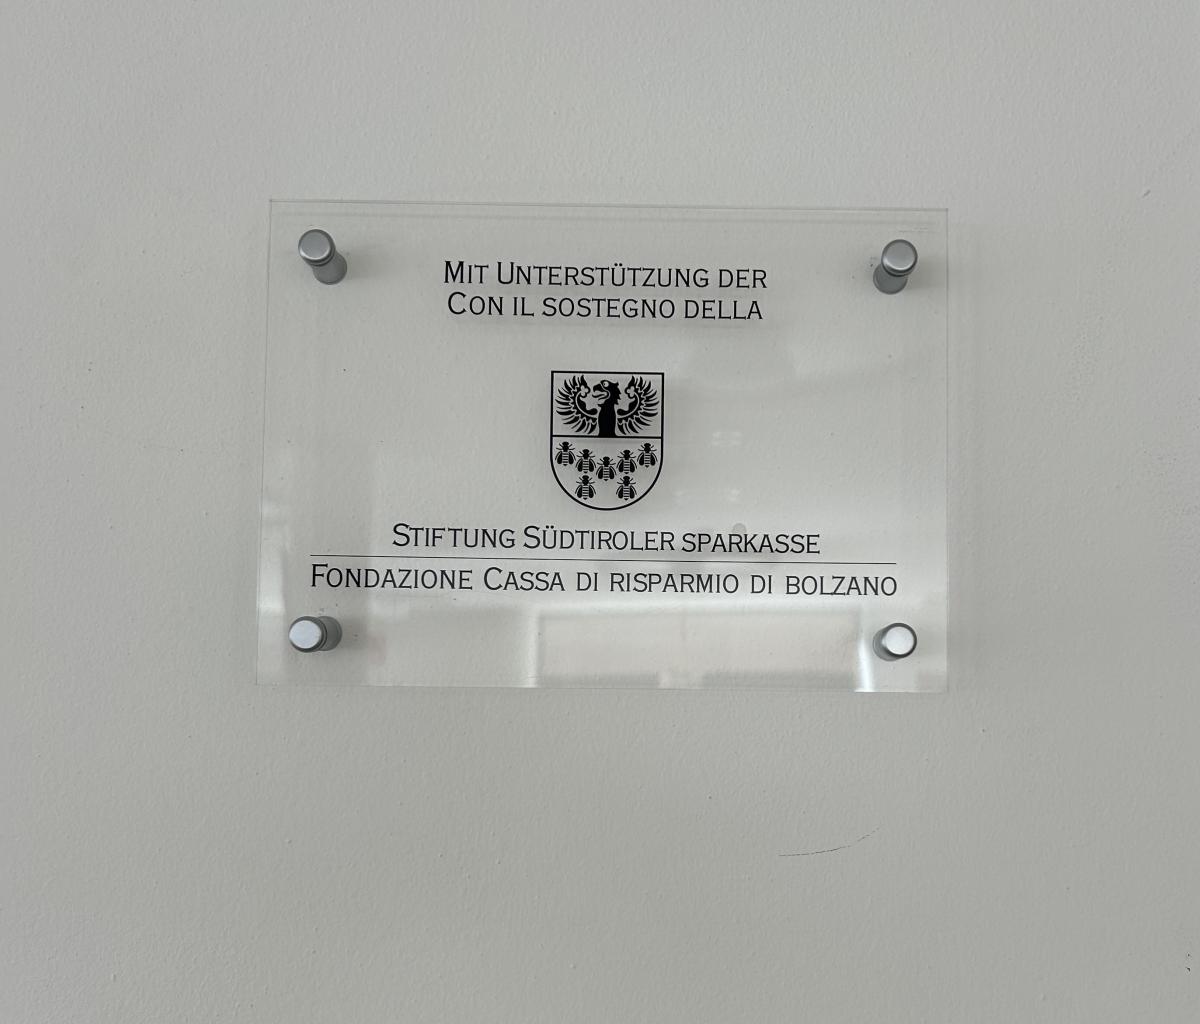 Mit Unterstützung der
Con il sostegno della
Stiftung Südtiroler Sparkasse
Fondazione Cassa di risparmio di bolzano